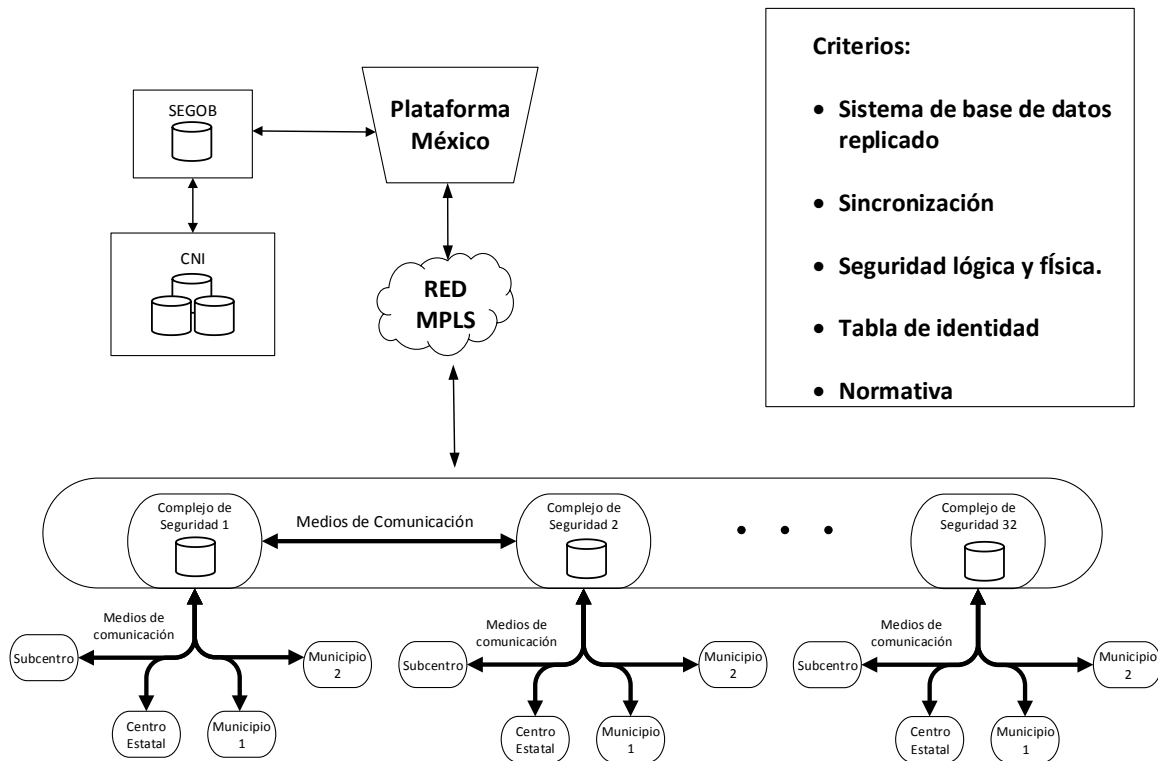 SEGOB
Plataforma
México
CNI
RED
MPLS
Criterios:
• Sistema de base de datos
replicado
• Sincronización
• Seguridad lógica y fÍsica.
• Tabla de identidad
• Normativa
Complejo de
Seguridad 1
Medios de Comunicación
Complejo de
Seguridad 2
• • •
Complejo de
Seguridad 32
Medios de
comunicación
Subcentro
Municipio
2
Centro
Estatal
Municipio
1
Medios de
comunicación
Subcentro
Municipio
2
Centro
Estatal
Municipio
1
Medios de
comunicación
Subcentro
Municipio
2
Centro
Estatal
Municipio
1